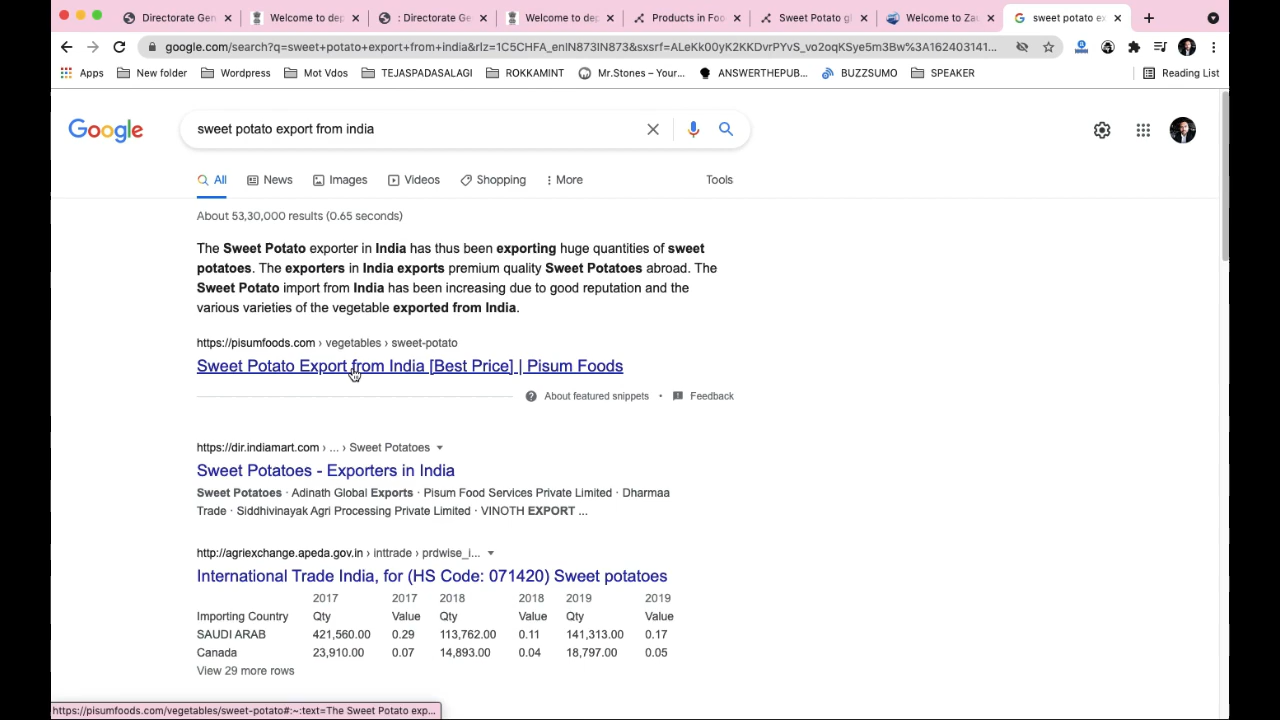 Directorate Gen
Welcome to dep
: Directorate Ge
Welcome to dep
Products in Foo
Sweet Potato gl
Welcome to Zau
sweet potato ex
google.com/search?q=sweet+potato+export+from+india&rlz=1C5CHFA_enIN873IN873&sxsrf=ALeKk00yK2KKDvrPYvS_vo2oqKSye5m3Bw%3A162403141...
Apps
New folder
Wordpress
Mot Vdos
TEJASPADASALAGI
ROKKAMINT
Mr.Stones – Your...
ANSWERTHEPUB...
BUZZSUMO
SPEAKER
Reading List
Google
sweet potato export from india
All
News
Images
Videos
Shopping
More
Tools
About 53,30,000 results (0.65 seconds)
The Sweet Potato exporter in India has thus been exporting huge quantities of sweet
potatoes. The exporters in India exports premium quality Sweet Potatoes abroad. The
Sweet Potato import from India has been increasing due to good reputation and the
various varieties of the vegetable exported from India.
https://pisumfoods.com › vegetables › sweet-potato
Sweet Potato Export from India [Best Price] | Pisum Foods
About featured snippets • Feedback
https://dir.indiamart.com › ... › Sweet Potatoes
Sweet Potatoes - Exporters in India
Sweet Potatoes · Adinath Global Exports · Pisum Food Services Private Limited · Dharmaa
Trade · Siddhivinayak Agri Processing Private Limited · VINOTH EXPORT ...
http://agriexchange.apeda.gov.in › inttrade › prdwise_i...
International Trade India, for (HS Code: 071420) Sweet potatoes
2017 2017 2018 2018 2019 2019
Importing Country Qty Value Qty Value Qty Value
SAUDI ARAB 421,560.00 0.29 113,762.00 0.11 141,313.00 0.17
Canada 23,910.00 0.07 14,893.00 0.04 18,797.00 0.05
View 29 more rows
https://pisumfoods.com/vegetables/sweet-potato#:~:text=The Sweet Potato exp...